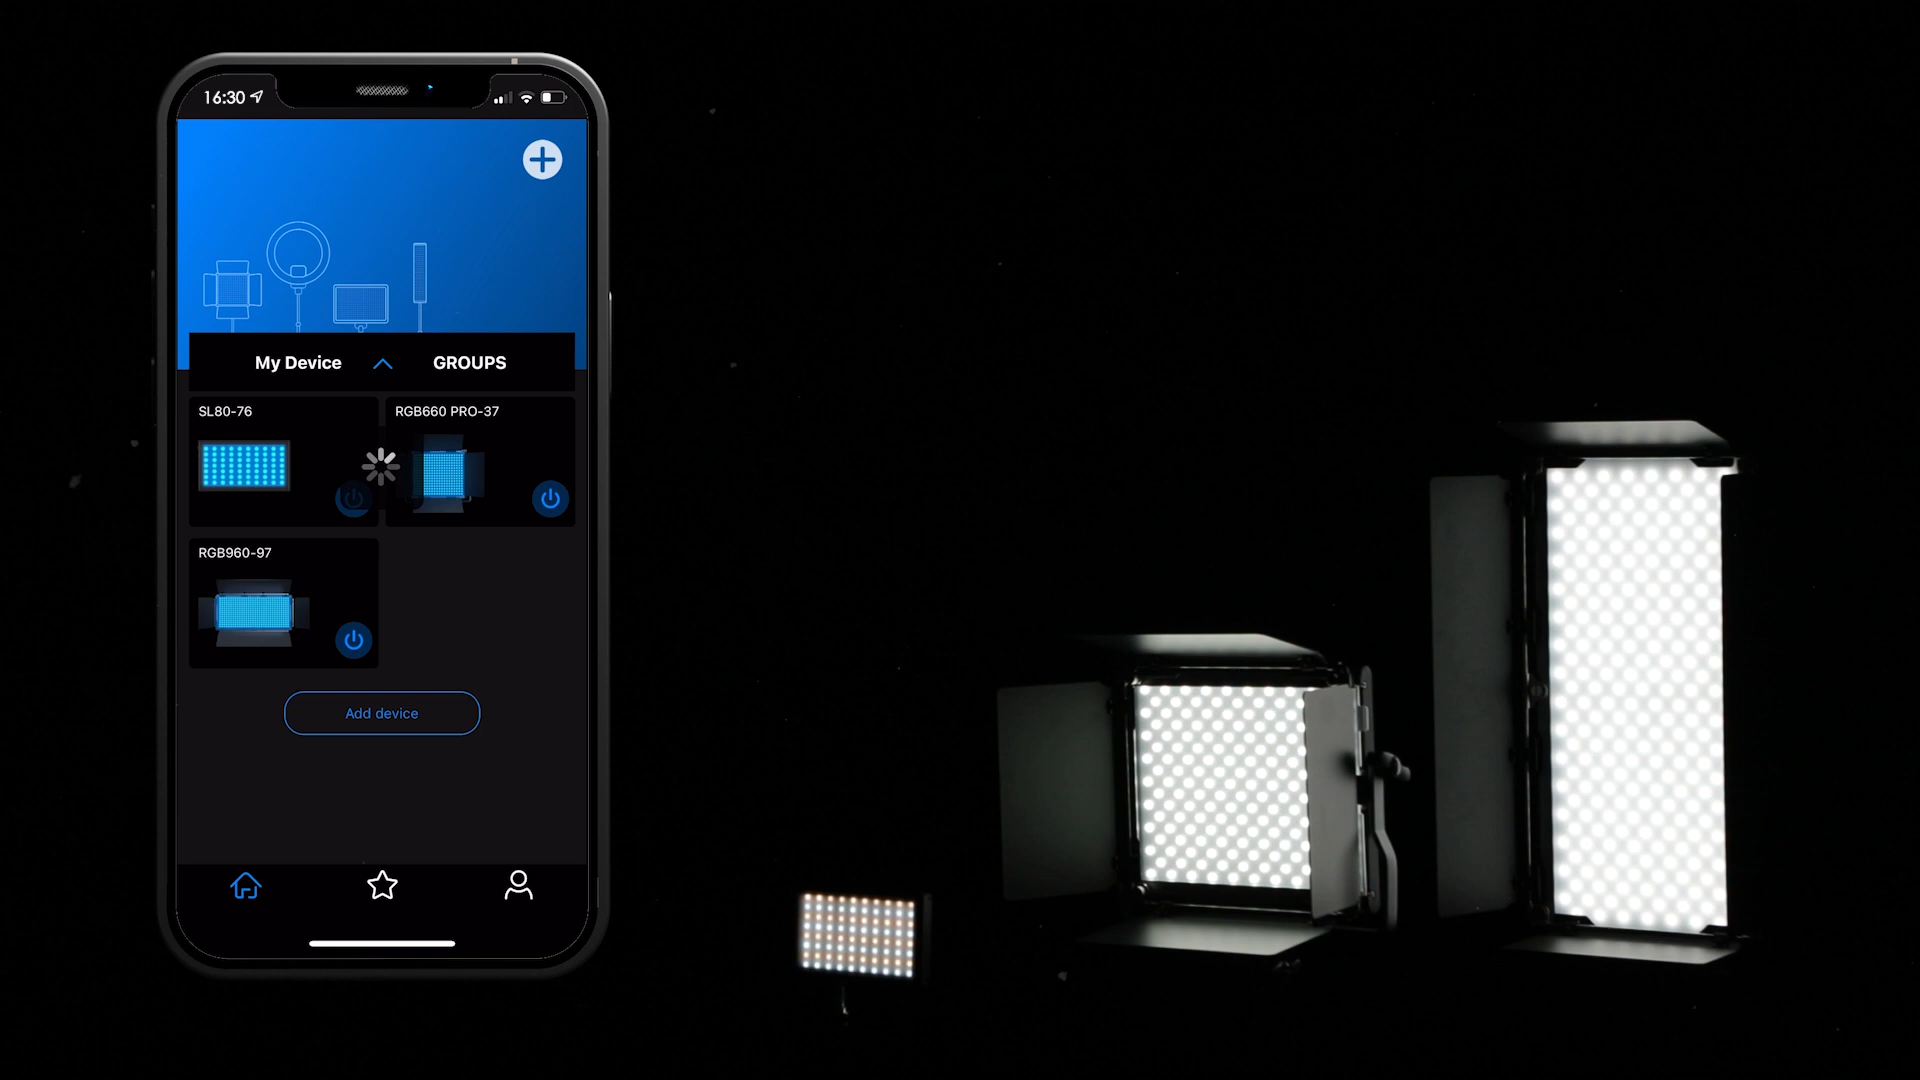 16:30
My Device
GROUPS
SL80-76
RGB660 PRO-37
RGB960-97
Add device